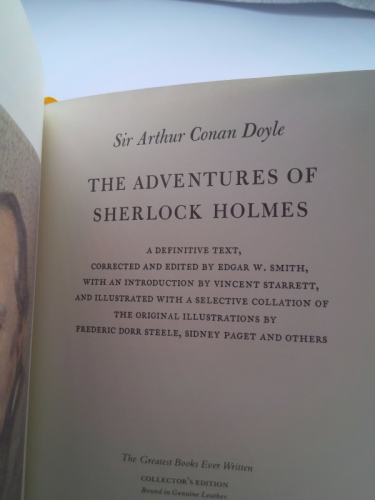 Sir Arthur Conan Doyle
THE ADVENTURES OF
SHERLOCK HOLMES
A DEFINITIVE TEXT,
CORRECTED AND EDITED BY EDGAR W. SMITH,
WITH AN INTRODUCTION BY VINCENT STARRETT,
AND ILLUSTRATED WITH A SELECTIVE COLLATION OF
THE ORIGINAL ILLUSTRATIONS BY
FREDERIC DORR STEELE, SIDNEY PAGET AND OTHERS
The Greatest Books Ever Written
COLLECTOR'S EDITION
Bound in Genuine Leather